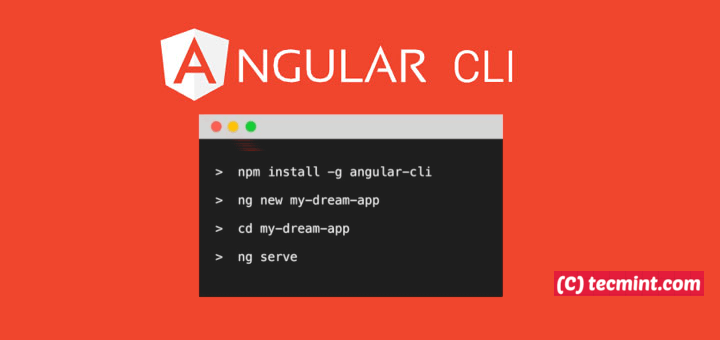 ANGULAR CLI
> npm install -g angular-cli
> ng new my-dream-app
> cd my-dream-app
> ng serve
(C) tecmint.com